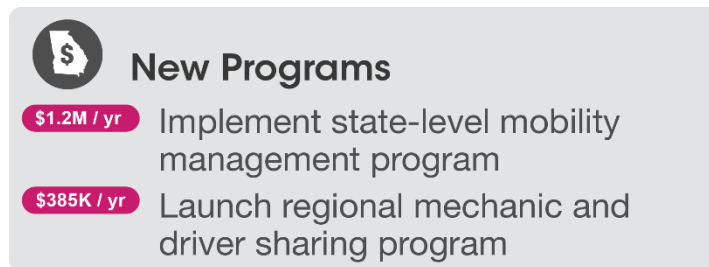 $
New Programs
$1.2M / yr
Implement state-level mobility
management program
$385K / yr
Launch regional mechanic and
driver sharing program